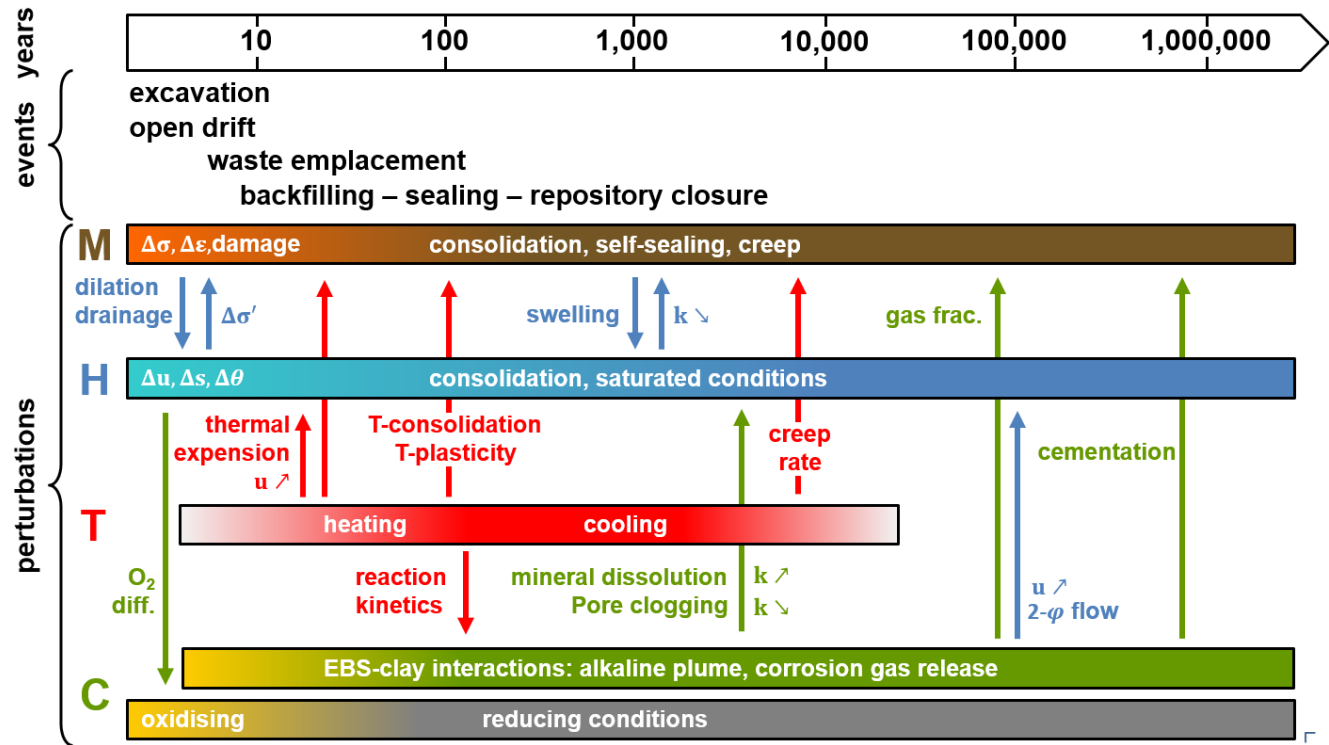 years
10 100 1,000 10,000 100,000 1,000,000
events
excavation
open drift
waste emplacement
backfilling – sealing – repository closure
perturbations
M
Δσ, Δε,damage consolidation, self-sealing, creep
dilation
drainage
Δσ′
swelling
k ↘
gas frac.
H
Δu, Δs, Δθ consolidation, saturated conditions
thermal
expension
u ↗
T-consolidation
T-plasticity
creep
rate
cementation
T
heating cooling
O₂
diff.
reaction
kinetics
mineral dissolution k ↗
Pore clogging k ↘
u ↗
2-φ flow
C
EBS-clay interactions: alkaline plume, corrosion gas release
oxidising reducing conditions